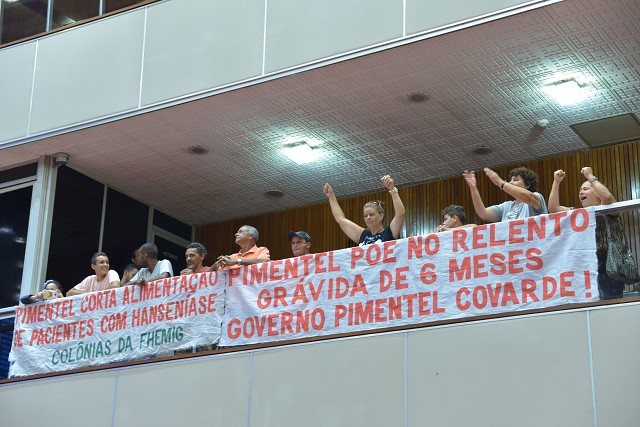 PIMENTEL CORTA ALIMENTAÇÃO
DE PACIENTES COM HANSENÍASE
COLÔNIAS DA FHEMIG
PIMENTEL PÕE NO RELENTO
GRÁVIDA DE 6 MESES
GOVERNO PIMENTEL COVARDE!